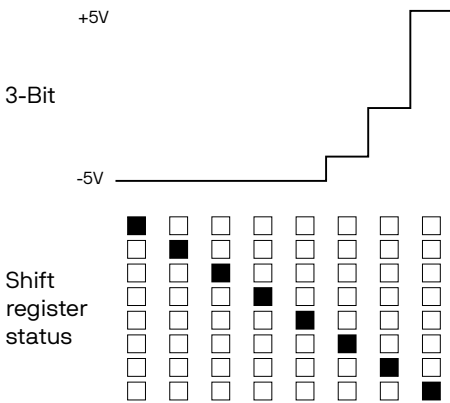 +5V
3-Bit
-5V
Shift
register
status